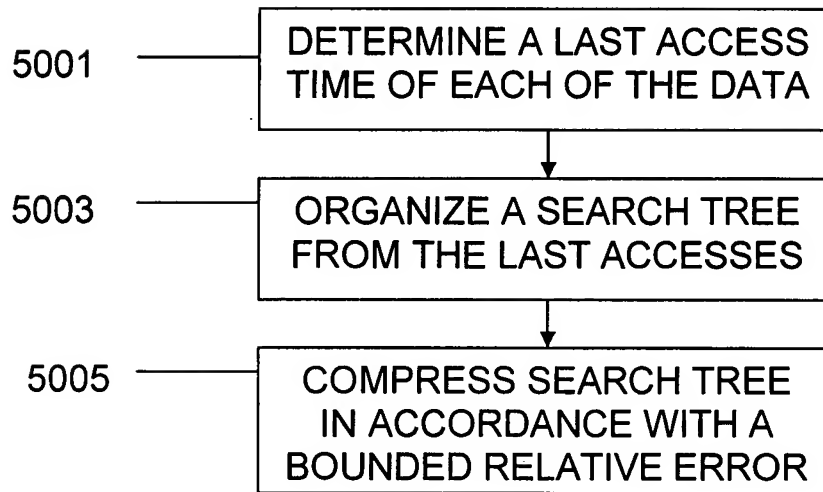 5001
DETERMINE A LAST ACCESS
TIME OF EACH OF THE DATA
5003
ORGANIZE A SEARCH TREE
FROM THE LAST ACCESSES
5005
COMPRESS SEARCH TREE
IN ACCORDANCE WITH A
BOUNDED RELATIVE ERROR